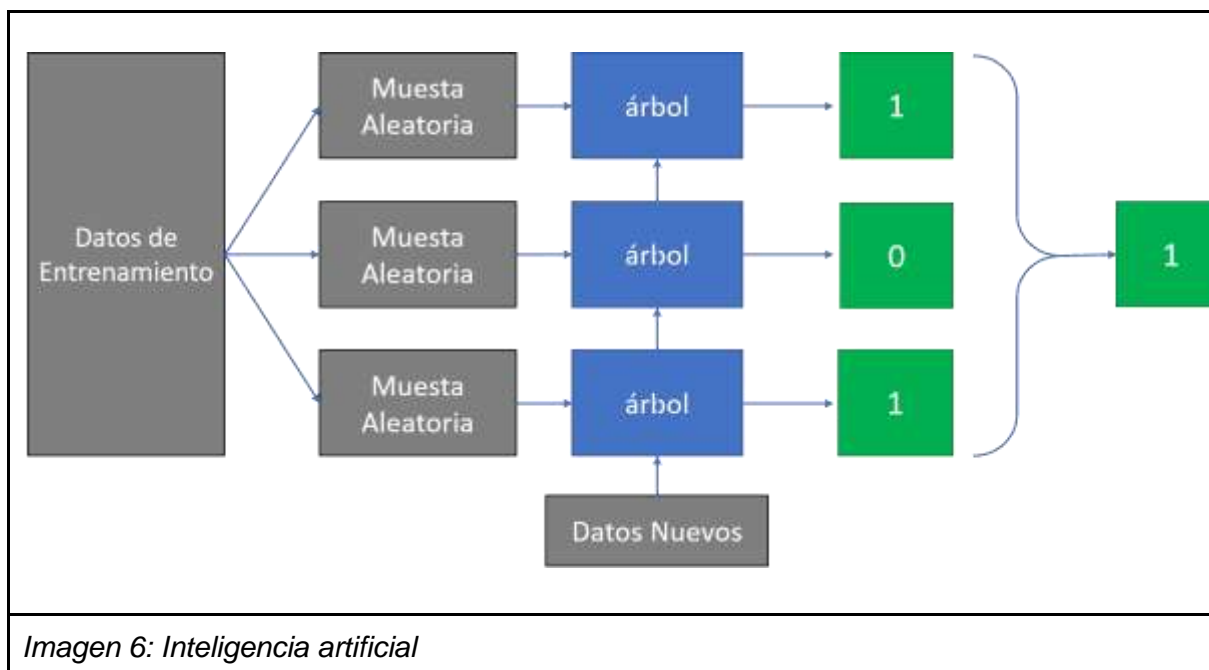 Datos de
Entrenamiento
Muesta
Aleatoria
árbol
1
Muesta
Aleatoria
árbol
0
1
Muesta
Aleatoria
árbol
1
Datos Nuevos
Imagen 6: Inteligencia artificial